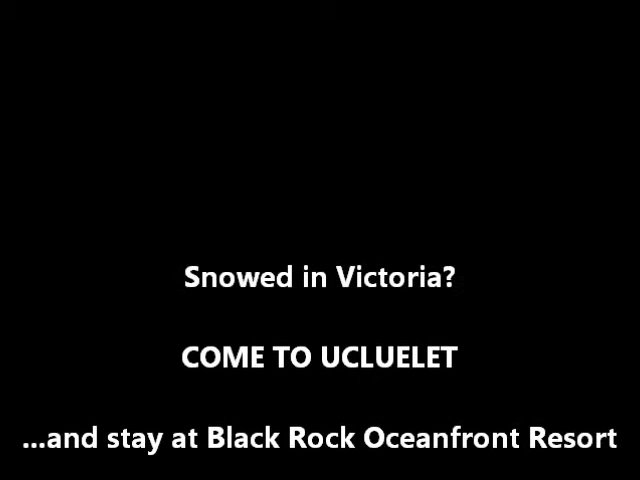 Snowed in Victoria?
COME TO UCLUELET
...and stay at Black Rock Oceanfront Resort